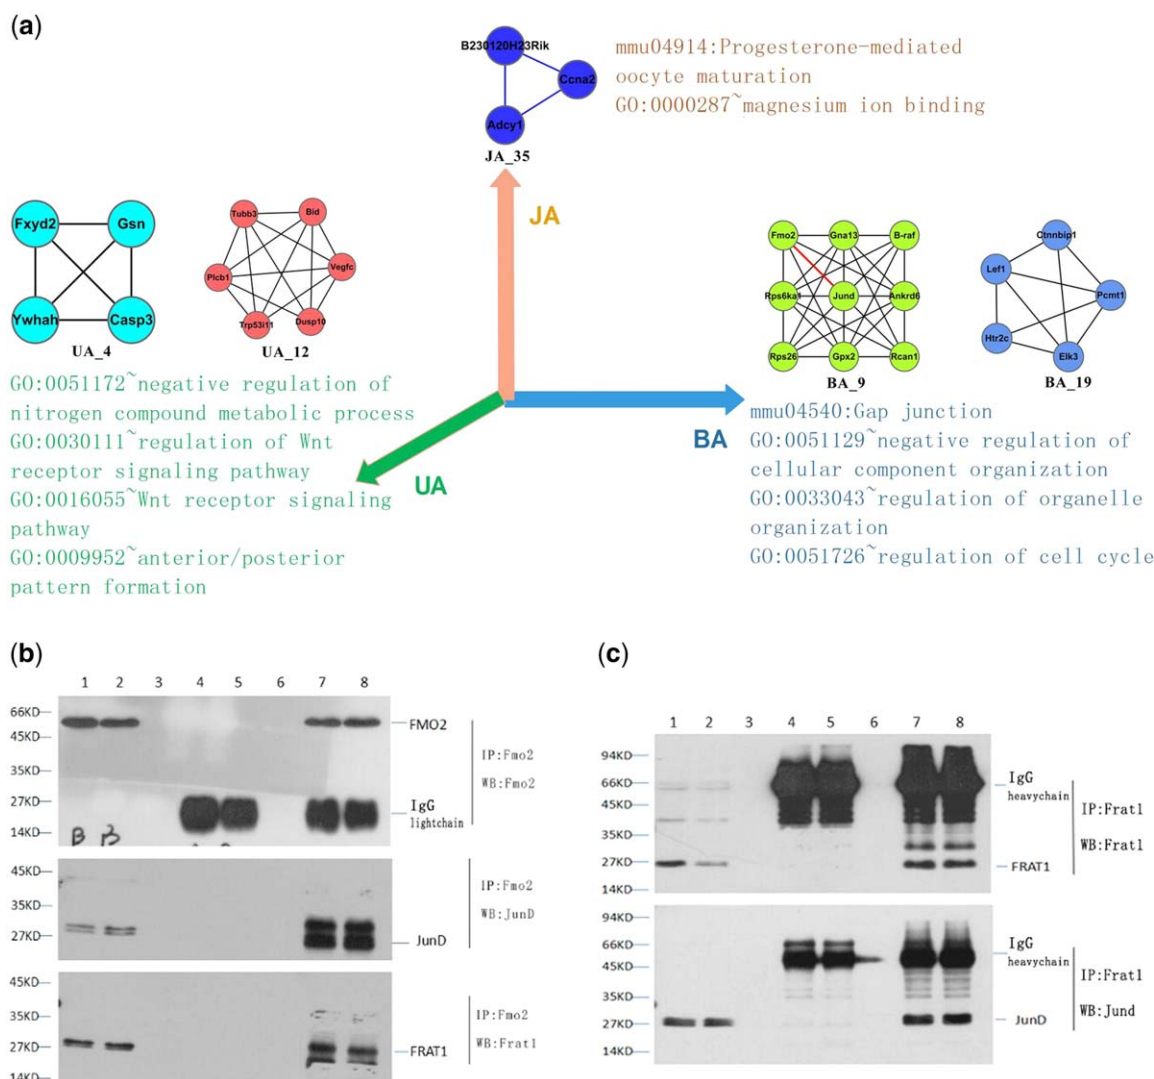 (a)
B230120H23Rik
Ccna2
Adcy1
JA_35
mmu04914:Progesterone-mediated
oocyte maturation
GO:0000287~magnesium ion binding
JA
Fxyd2
Gsn
Ywhah
Casp3
UA_4
Tubb3
Bid
Plcb1
Vegfc
Trp53i11
Dusp10
UA_12
GO:0051172~negative regulation of
nitrogen compound metabolic process
GO:0030111~regulation of Wnt
receptor signaling pathway
GO:0016055~Wnt receptor signaling
pathway
GO:0009952~anterior/posterior
pattern formation
UA
Fmo2
Gna13
B-raf
Rps6ka1
Jund
Ankrd6
Rps26
Gpx2
Rcan1
BA_9
Ctnnbip1
Lef1
Pcmt1
Htr2c
Elk3
BA_19
BA
mmu04540:Gap junction
GO:0051129~negative regulation of
cellular component organization
GO:0033043~regulation of organelle
organization
GO:0051726~regulation of cell cycle
(b)
1 2 3 4 5 6 7 8
66KD
45KD
35KD
27KD
14KD
B B
FMO2
IgG
lightchain
IP:Fmo2
WB:Fmo2
45KD
35KD
27KD
JunD
IP:Fmo2
WB:JunD
45KD
35KD
27KD
14KD
FRAT1
IP:Fmo2
WB:Frat1
(c)
1 2 3 4 5 6 7 8
94KD
66KD
45KD
35KD
27KD
14KD
IgG
heavychain
FRAT1
IP:Frat1
WB:Frat1
94KD
66KD
45KD
35KD
27KD
14KD
IgG
heavychain
JunD
IP:Frat1
WB:Jund